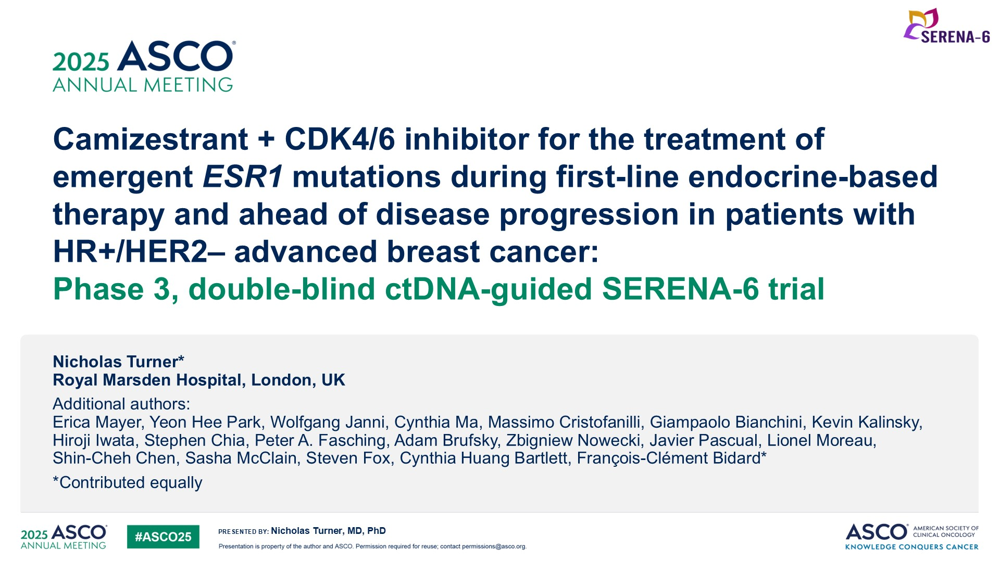 SERENA-6
2025 ASCO®
ANNUAL MEETING
Camizestrant + CDK4/6 inhibitor for the treatment of
emergent ESR1 mutations during first-line endocrine-based
therapy and ahead of disease progression in patients with
HR+/HER2– advanced breast cancer:
Phase 3, double-blind ctDNA-guided SERENA-6 trial
Nicholas Turner*
Royal Marsden Hospital, London, UK
Additional authors:
Erica Mayer, Yeon Hee Park, Wolfgang Janni, Cynthia Ma, Massimo Cristofanilli, Giampaolo Bianchini, Kevin Kalinsky,
Hiroji Iwata, Stephen Chia, Peter A. Fasching, Adam Brufsky, Zbigniew Nowecki, Javier Pascual, Lionel Moreau,
Shin-Cheh Chen, Sasha McClain, Steven Fox, Cynthia Huang Bartlett, François-Clément Bidard*
*Contributed equally
2025 ASCO®
ANNUAL MEETING
#ASCO25
PRESENTED BY: Nicholas Turner, MD, PhD
Presentation is property of the author and ASCO. Permission required for reuse; contact permissions@asco.org.
ASCO® AMERICAN SOCIETY OF
CLINICAL ONCOLOGY
KNOWLEDGE CONQUERS CANCER